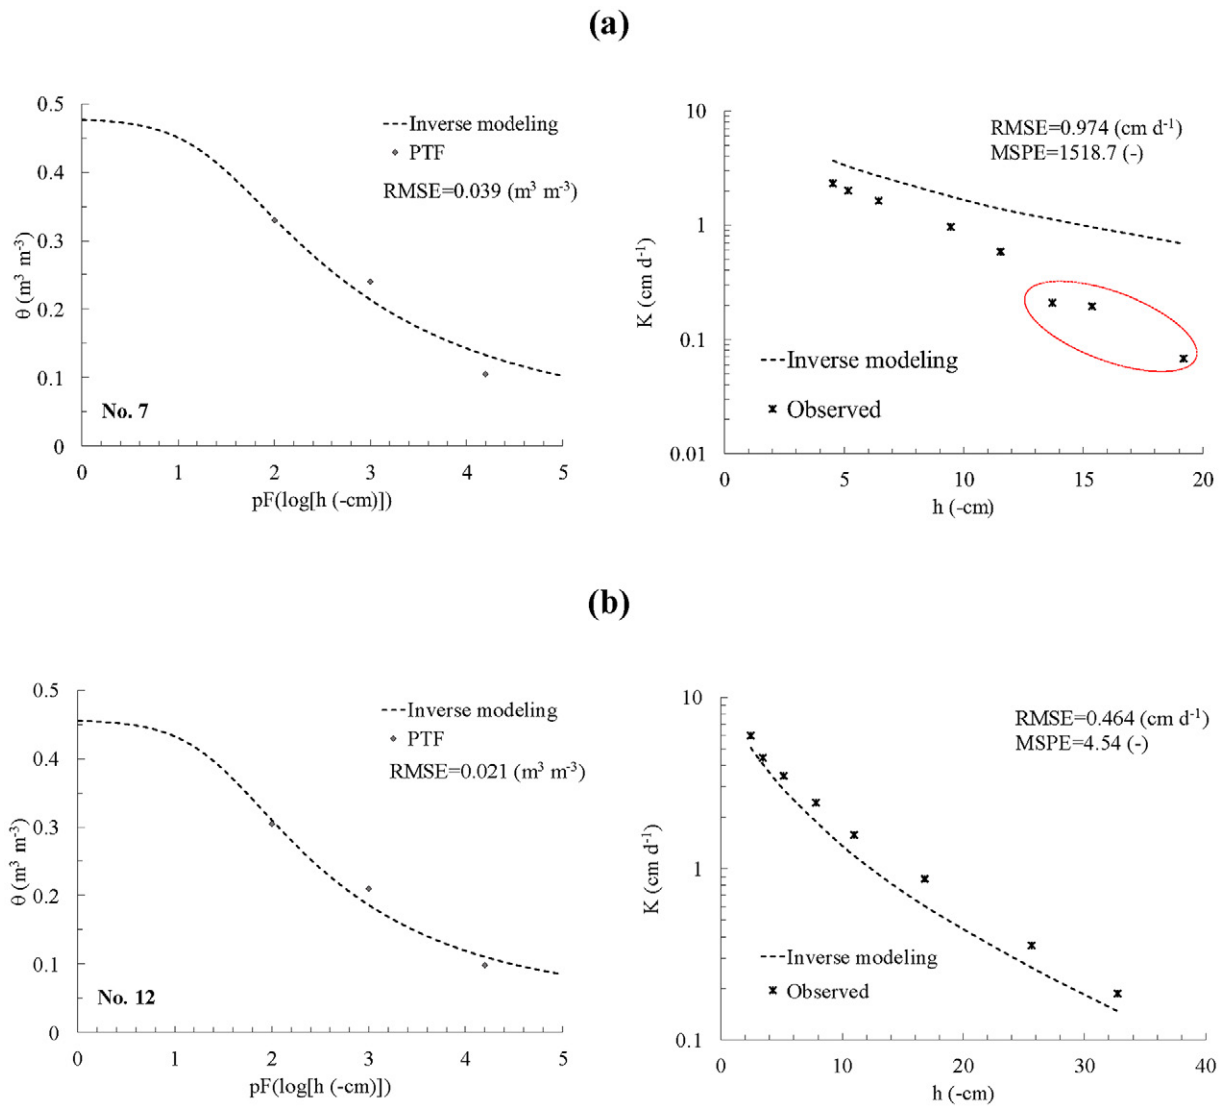 (a)
0.5
0.4
0.3
0.2
0.1
0
θ (m³ m⁻³)
Inverse modeling
PTF
RMSE=0.039 (m³ m⁻³)
No. 7
0 1 2 3 4 5
pF(log[h (-cm)])
10
1
0.1
0.01
K (cm d⁻¹)
RMSE=0.974 (cm d⁻¹)
MSPE=1518.7 (-)
Inverse modeling
Observed
0 5 10 15 20
h (-cm)
(b)
0.5
0.4
0.3
0.2
0.1
0
θ (m³ m⁻³)
Inverse modeling
PTF
RMSE=0.021 (m³ m⁻³)
No. 12
0 1 2 3 4 5
pF(log[h (-cm)])
10
1
0.1
K (cm d⁻¹)
RMSE=0.464 (cm d⁻¹)
MSPE=4.54 (-)
Inverse modeling
Observed
0 10 20 30 40
h (-cm)